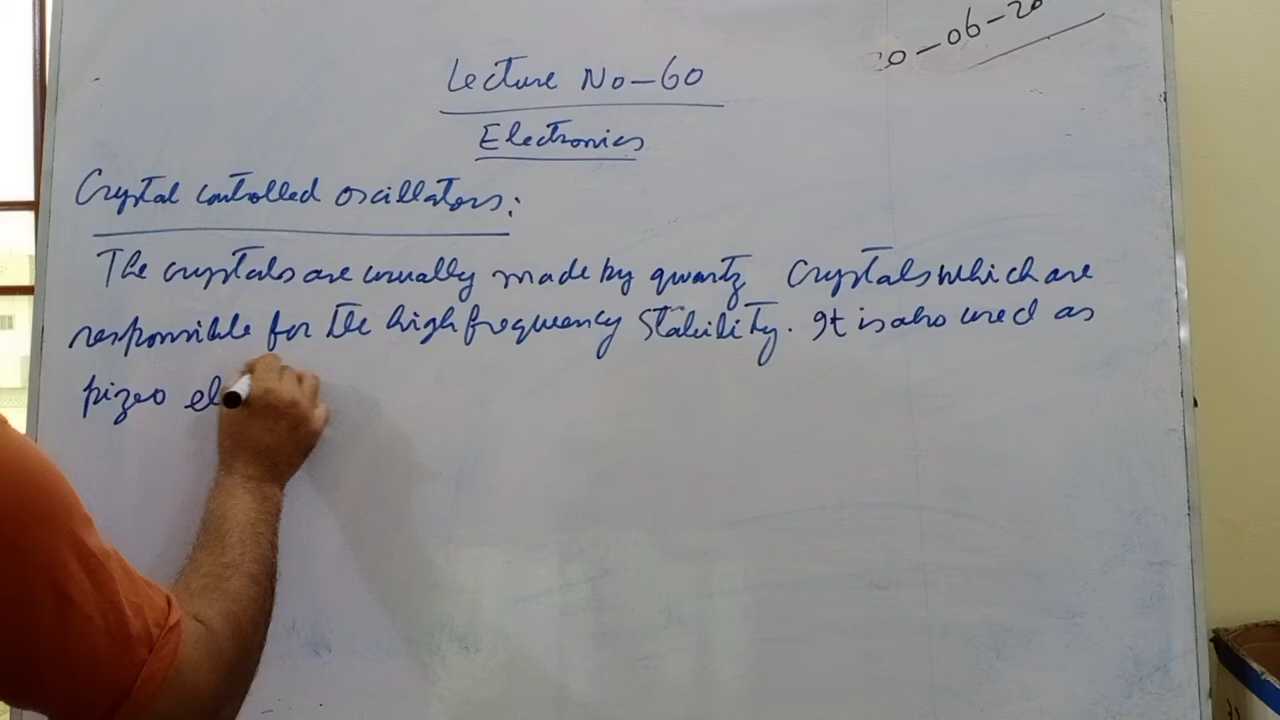 0-06-20
Lecture No-60
Electronics
Crystal controlled oscillators:
The crystals are usually made by quartz Crystals which are
responsible for the high frequency Stability. It is also used as
pizeo el